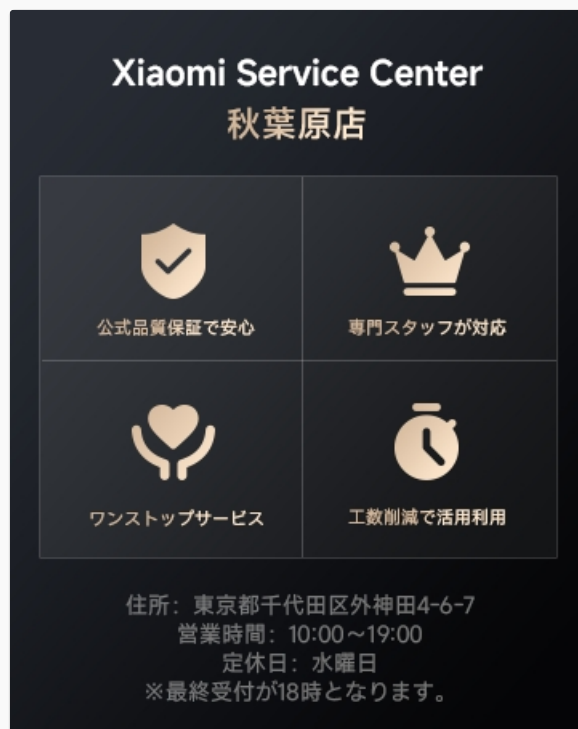 Xiaomi Service Center
秋葉原店
公式品質保証で安心
専門スタッフが対応
ワンストップサービス
工数削減で活用利用
住所：東京都千代田区外神田4-6-7
営業時間：10:00～19:00
定休日：水曜日
※最終受付が18時となります。